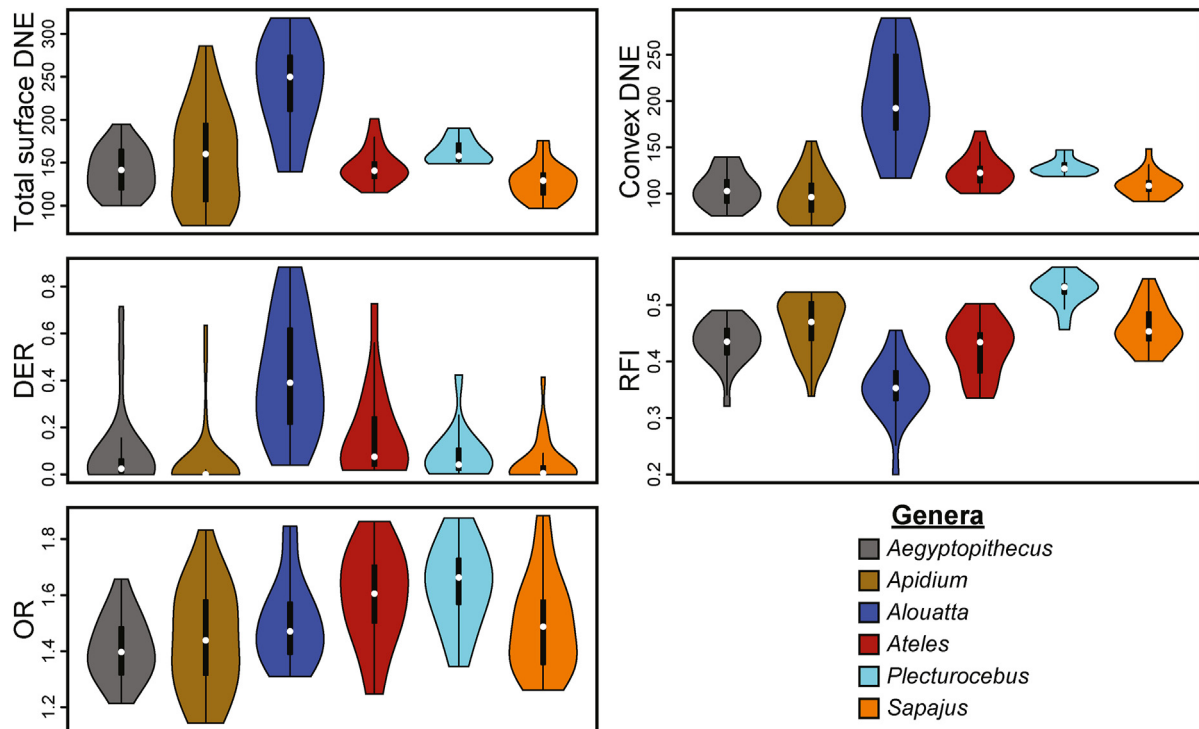 Total surface DNE
300
250
200
150
100
Convex DNE
250
200
150
100
DER
0.8
0.6
0.4
0.2
0.0
RFI
0.5
0.4
0.3
0.2
OR
1.8
1.6
1.4
1.2
Genera
Aegyptopithecus
Apidium
Alouatta
Ateles
Plecturocebus
Sapajus